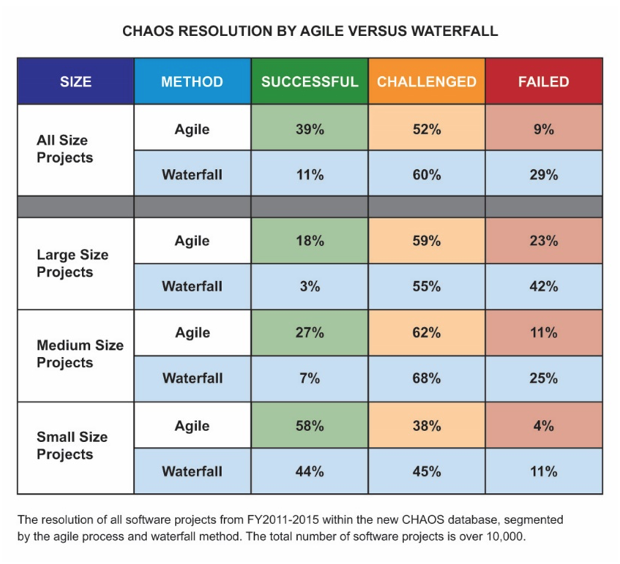 CHAOS RESOLUTION BY AGILE VERSUS WATERFALL
SIZE METHOD SUCCESSFUL CHALLENGED FAILED
All Size
Projects
Agile 39% 52% 9%
Waterfall 11% 60% 29%
Large Size
Projects
Agile 18% 59% 23%
Waterfall 3% 55% 42%
Medium Size
Projects
Agile 27% 62% 11%
Waterfall 7% 68% 25%
Small Size
Projects
Agile 58% 38% 4%
Waterfall 44% 45% 11%
The resolution of all software projects from FY2011-2015 within the new CHAOS database, segmented
by the agile process and waterfall method. The total number of software projects is over 10,000.